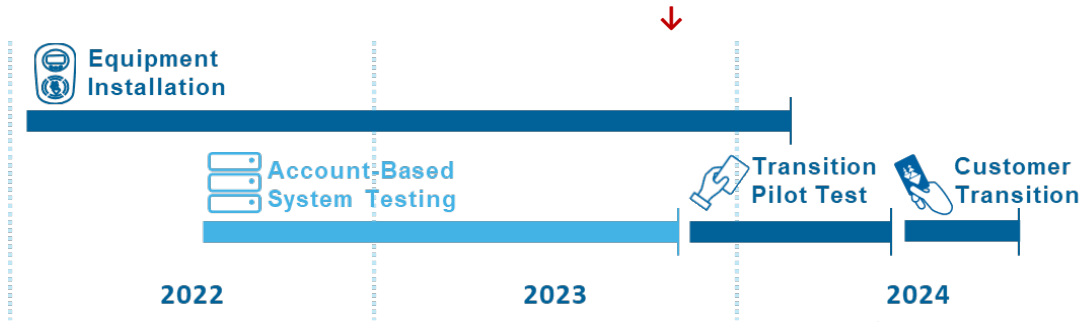 Equipment
Installation
Account-Based
System Testing
Transition
Pilot Test
Customer
Transition
2022
2023
2024